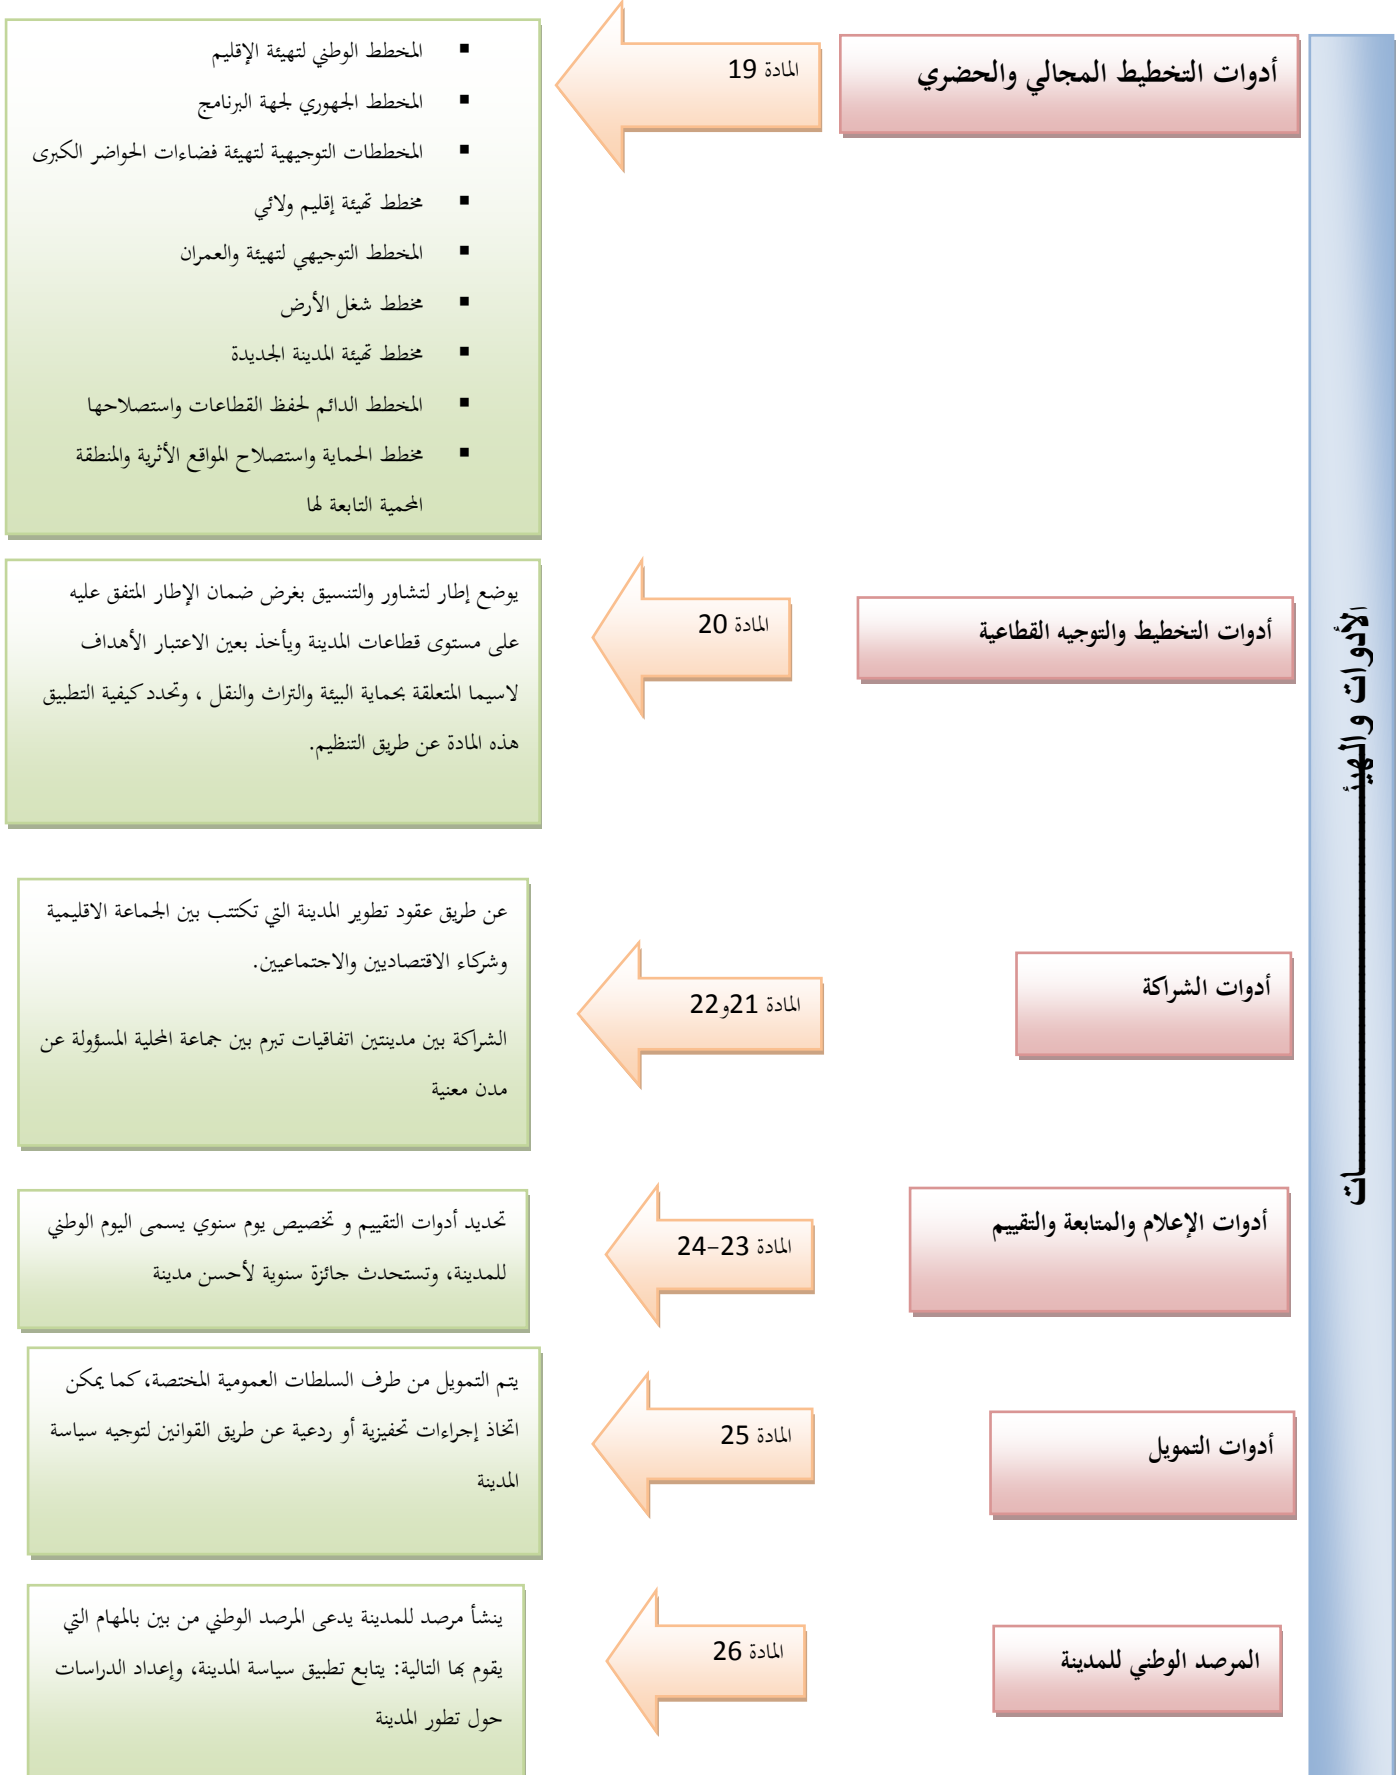 الأدوات والهيئـــــــــــات
أدوات التخطيط المجالي والحضري
المادة 19
▪ المخطط الوطني لتهيئة الإقليم
▪ المخطط الجهوري لجهة البرنامج
▪ المخططات التوجيهية لتهيئة فضاءات الحواضر الكبرى
▪ مخطط تهيئة إقليم ولائي
▪ المخطط التوجيهي لتهيئة والعمران
▪ مخطط شغل الأرض
▪ مخطط تهيئة المدينة الجديدة
▪ المخطط الدائم لحفظ القطاعات واستصلاحها
▪ مخطط الحماية واستصلاح المواقع الأثرية والمنطقة
المحمية التابعة لها
أدوات التخطيط والتوجيه القطاعية
المادة 20
يوضع إطار لتشاور والتنسيق بغرض ضمان الإطار المتفق عليه
على مستوى قطاعات المدينة ويأخذ بعين الاعتبار الأهداف
لاسيما المتعلقة بحماية البيئة والتراث والنقل ، وتحدد كيفية التطبيق
هذه المادة عن طريق التنظيم.
أدوات الشراكة
المادة 21و22
عن طريق عقود تطوير المدينة التي تكتتب بين الجماعة الاقليمية
وشركاء الاقتصاديين والاجتماعيين.
الشراكة بين مدينتين اتفاقيات تبرم بين جماعة المحلية المسؤولة عن
مدن معنية
أدوات الإعلام والمتابعة والتقييم
المادة 23-24
تحديد أدوات التقييم و تخصيص يوم سنوي يسمى اليوم الوطني
للمدينة، وتستحدث جائزة سنوية لأحسن مدينة
أدوات التمويل
المادة 25
يتم التمويل من طرف السلطات العمومية المختصة، كما يمكن
اتخاذ إجراءات تحفيزية أو ردعية عن طريق القوانين لتوجيه سياسة
المدينة
المرصد الوطني للمدينة
المادة 26
ينشأ مرصد للمدينة يدعى المرصد الوطني من بين بالمهام التي
يقوم بها التالية: يتابع تطبيق سياسة المدينة، وإعداد الدراسات
حول تطور المدينة